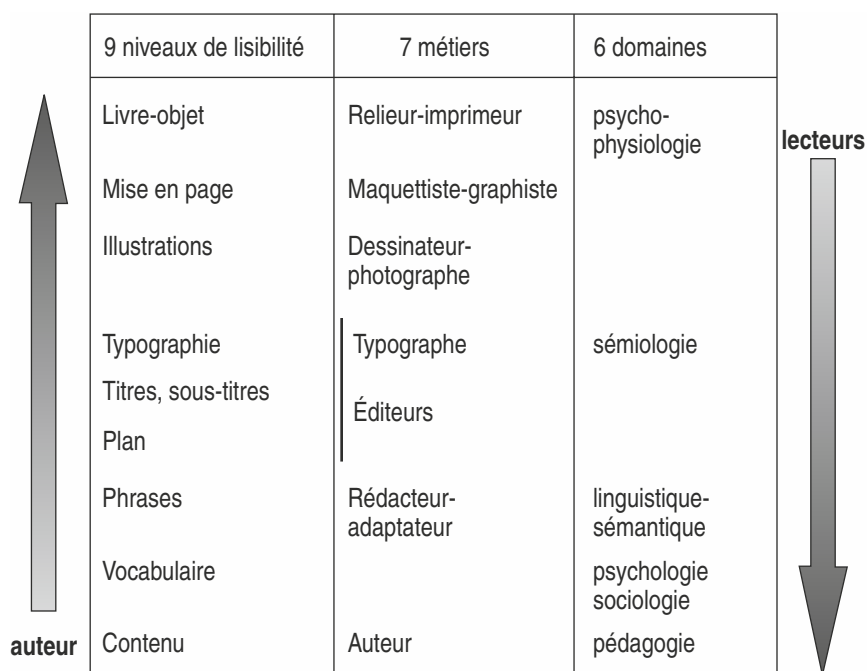 9 niveaux de lisibilité 7 métiers 6 domaines
Livre-objet Relieur-imprimeur psycho-
physiologie
lecteurs
Mise en page Maquettiste-graphiste
Illustrations Dessinateur-
photographe
Typographie Typographe sémiologie
Titres, sous-titres
Éditeurs
Plan
Phrases Rédacteur- linguistique-
adaptateur sémantique
Vocabulaire psychologie
sociologie
auteur Contenu Auteur pédagogie